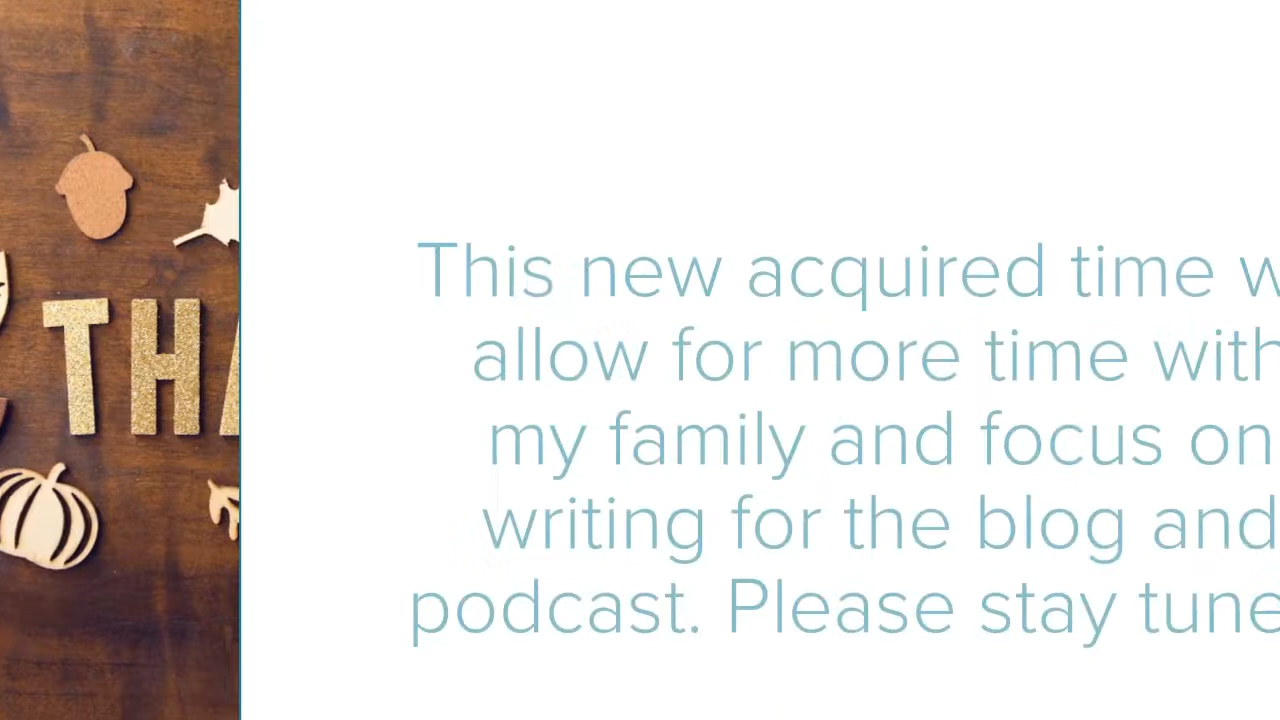 THA
This new acquired time w
allow for more time with
my family and focus on
writing for the blog and
podcast. Please stay tune